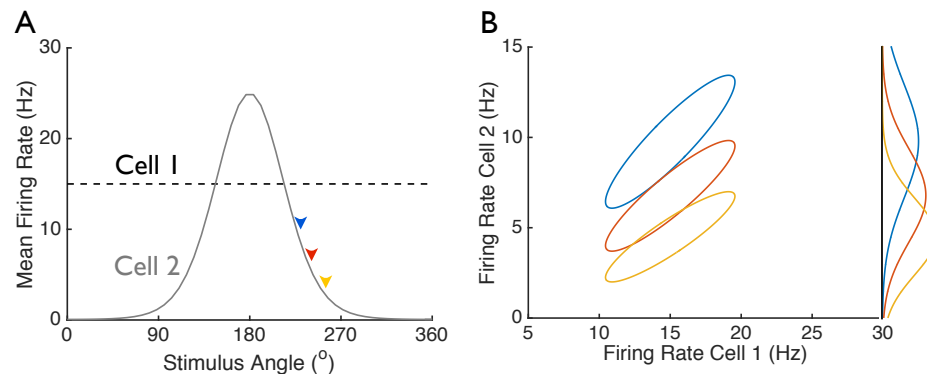 A
Mean Firing Rate (Hz)
30
20
10
0
Cell 1
Cell 2
0 90 180 270 360
Stimulus Angle (o)
B
Firing Rate Cell 2 (Hz)
15
10
5
0
5 10 15 20 25 30
Firing Rate Cell 1 (Hz)